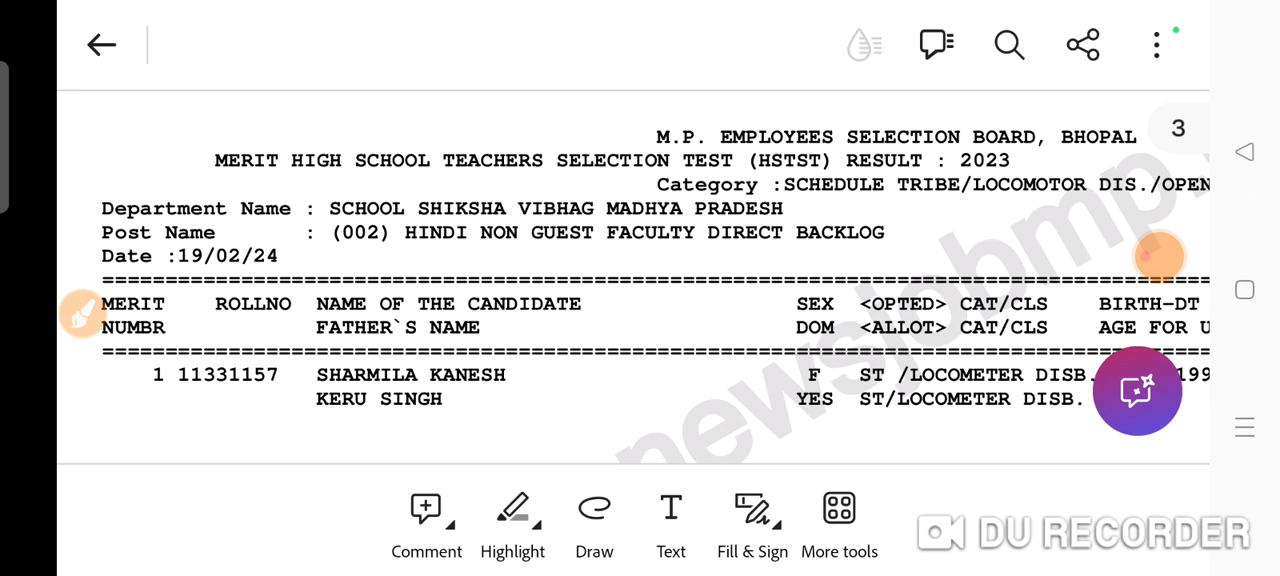 3
M.P. EMPLOYEES SELECTION BOARD, BHOPAL
MERIT HIGH SCHOOL TEACHERS SELECTION TEST (HSTST) RESULT : 2023
Category :SCHEDULE TRIBE/LOCOMOTOR DIS./OPEN
Department Name : SCHOOL SHIKSHA VIBHAG MADHYA PRADESH
Post Name : (002) HINDI NON GUEST FACULTY DIRECT BACKLOG
Date :19/02/24
MERIT ROLLNO NAME OF THE CANDIDATE SEX <OPTED> CAT/CLS BIRTH-DT
NUMBR FATHER`S NAME DOM <ALLOT> CAT/CLS AGE FOR U
1 11331157 SHARMILA KANESH F ST /LOCOMETER DISB. 199
KERU SINGH YES ST/LOCOMETER DISB.
newsjobmp.
Comment Highlight Draw Text Fill & Sign More tools
DU RECORDER